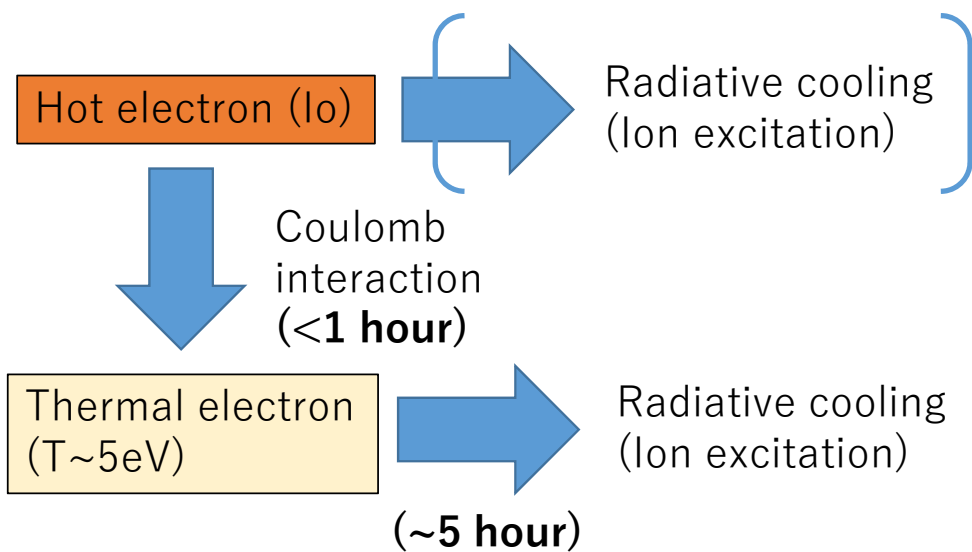 Hot electron (Io)
Radiative cooling
(Ion excitation)
Coulomb
interaction
(<1 hour)
Thermal electron
(T~5eV)
Radiative cooling
(Ion excitation)
(~5 hour)